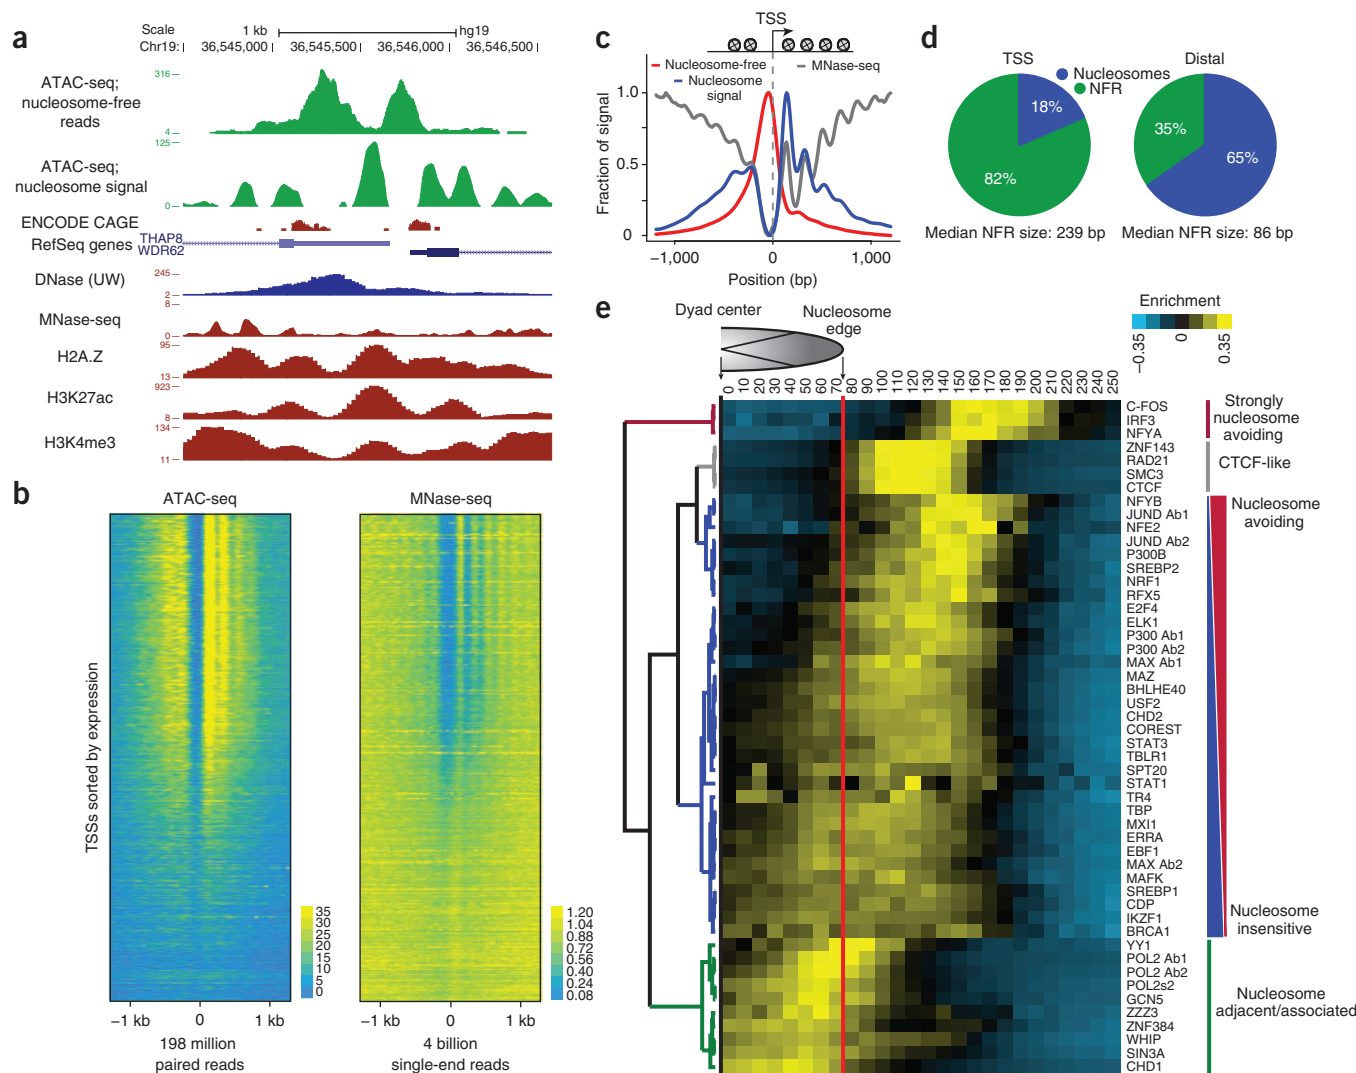 a
Scale
1 kb
hg19
Chr19:
36,545,000
36,545,500
36,546,000
36,546,500
ATAC-seq;
nucleosome-free
reads
316
4
ATAC-seq;
nucleosome signal
125
0
ENCODE CAGE
RefSeq genes
THAP8
WDR62
DNase (UW)
245
2
MNase-seq
8
0
H2A.Z
95
13
H3K27ac
923
8
H3K4me3
134
11
b
ATAC-seq
MNase-seq
TSSs sorted by expression
35
30
25
20
15
10
5
0
1.20
1.04
0.88
0.72
0.56
0.40
0.24
0.08
−1 kb
0
1 kb
−1 kb
0
1 kb
198 million
paired reads
4 billion
single-end reads
c
TSS
Nucleosome-free
Nucleosome
signal
MNase-seq
Fraction of signal
1.0
0.5
0
−1,000
0
1,000
Position (bp)
d
TSS
Nucleosomes
NFR
Distal
18%
82%
35%
65%
Median NFR size: 239 bp
Median NFR size: 86 bp
e
Dyad center
Nucleosome
edge
Enrichment
-0.35
0
0.35
0 10 20 30 40 50 60 70 80 90 100 110 120 130 140 150 160 170 180 190 200 210 220 230 240 250
C-FOS
IRF3
NFYA
ZNF143
RAD21
SMC3
CTCF
NFYB
JUND Ab1
NFE2
JUND Ab2
P300B
SREBP2
NRF1
RFX5
E2F4
ELK1
P300 Ab1
P300 Ab2
MAX Ab1
MAZ
BHLHE40
USF2
CHD2
COREST
STAT3
TBLR1
SPT20
STAT1
TR4
TBP
MXI1
ERRA
EBF1
MAX Ab2
MAFK
SREBP1
CDP
IKZF1
BRCA1
YY1
POL2 Ab1
POL2 Ab2
POL2s2
GCN5
ZZZ3
ZNF384
WHIP
SIN3A
CHD1
Strongly
nucleosome
avoiding
CTCF-like
Nucleosome
avoiding
Nucleosome
insensitive
Nucleosome
adjacent/associated